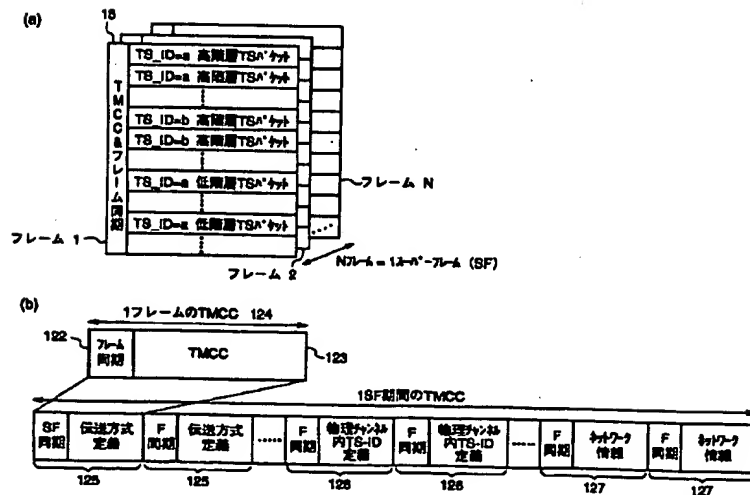 (a)
13
TS_ID=a 高階層TSパケット
TS_ID=a 高階層TSパケット
TS_ID=b 高階層TSパケット
TS_ID=b 高階層TSパケット
TS_ID=a 低階層TSパケット
TS_ID=a 低階層TSパケット
TMCC&フレーム同期
フレーム 1
フレーム 2
フレーム N
Nフレーム = 1スーパーフレーム (SF)
(b)
1フレームのTMCC 124
122
フレーム同期
TMCC
123
1SF期間のTMCC
SF同期
伝送方式定義
F同期
伝送方式定義
F同期
物理チャンネル内TS-ID定義
F同期
物理チャンネル内TS-ID定義
F同期
ネットワーク情報
F同期
ネットワーク情報
125
125
126
126
127
127